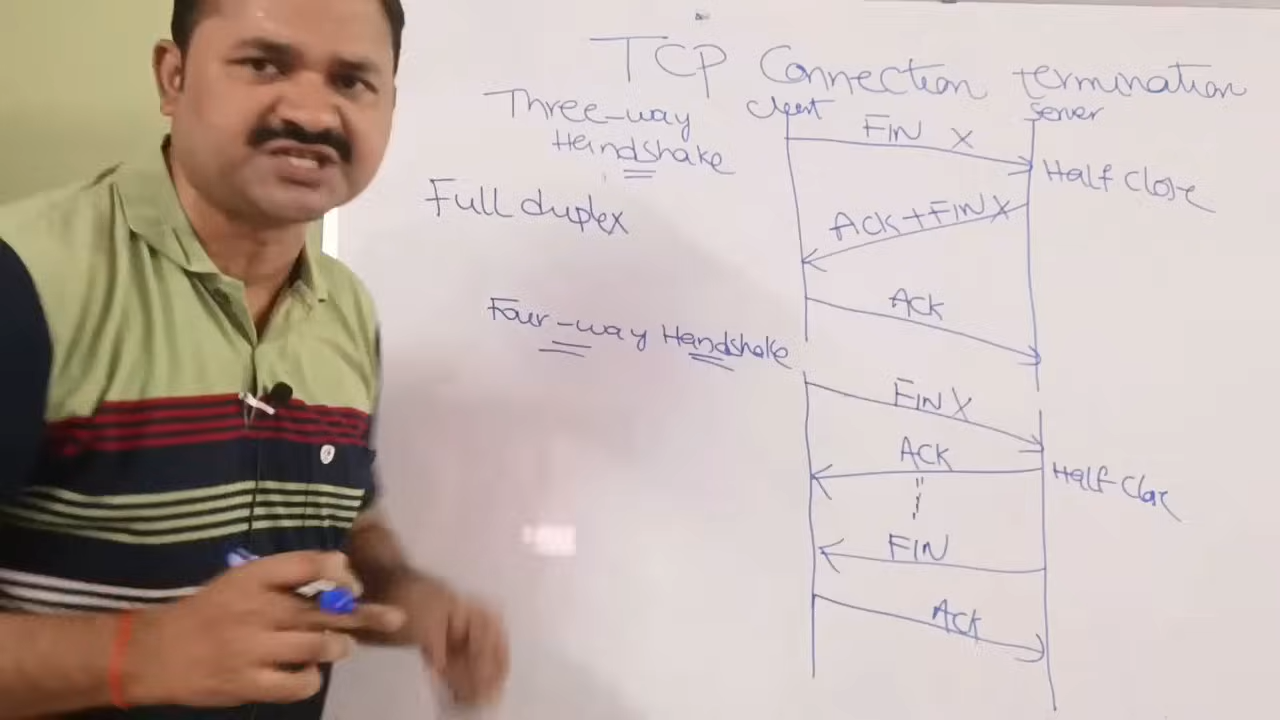 TCP Connection termination
Three-way
Handshake
Client
Server
FIN X
Half Close
Full duplex
Ack + FIN X
Ack
Four-way Handshake
FIN X
Ack
Half Close
FIN
Ack